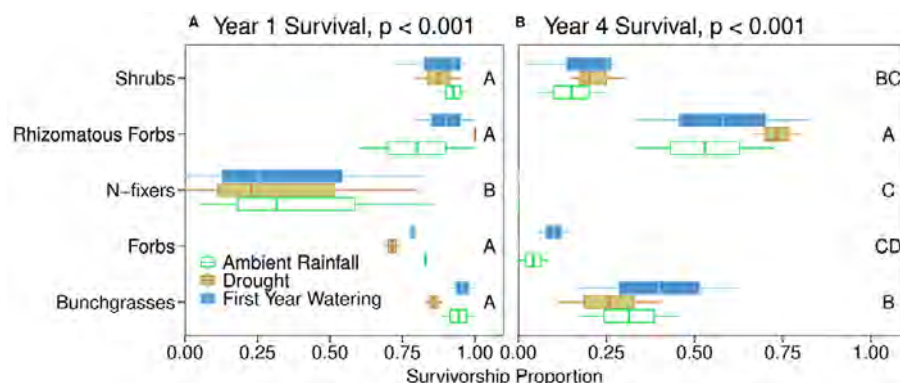 A Year 1 Survival, p < 0.001
B Year 4 Survival, p < 0.001
Shrubs A BC
Rhizomatous Forbs A A
N−fixers B C
Forbs A CD
Ambient Rainfall
Drought
First Year Watering
Bunchgrasses A B
0.00 0.25 0.50 0.75 1.00 0.00 0.25 0.50 0.75 1.00
Survivorship Proportion